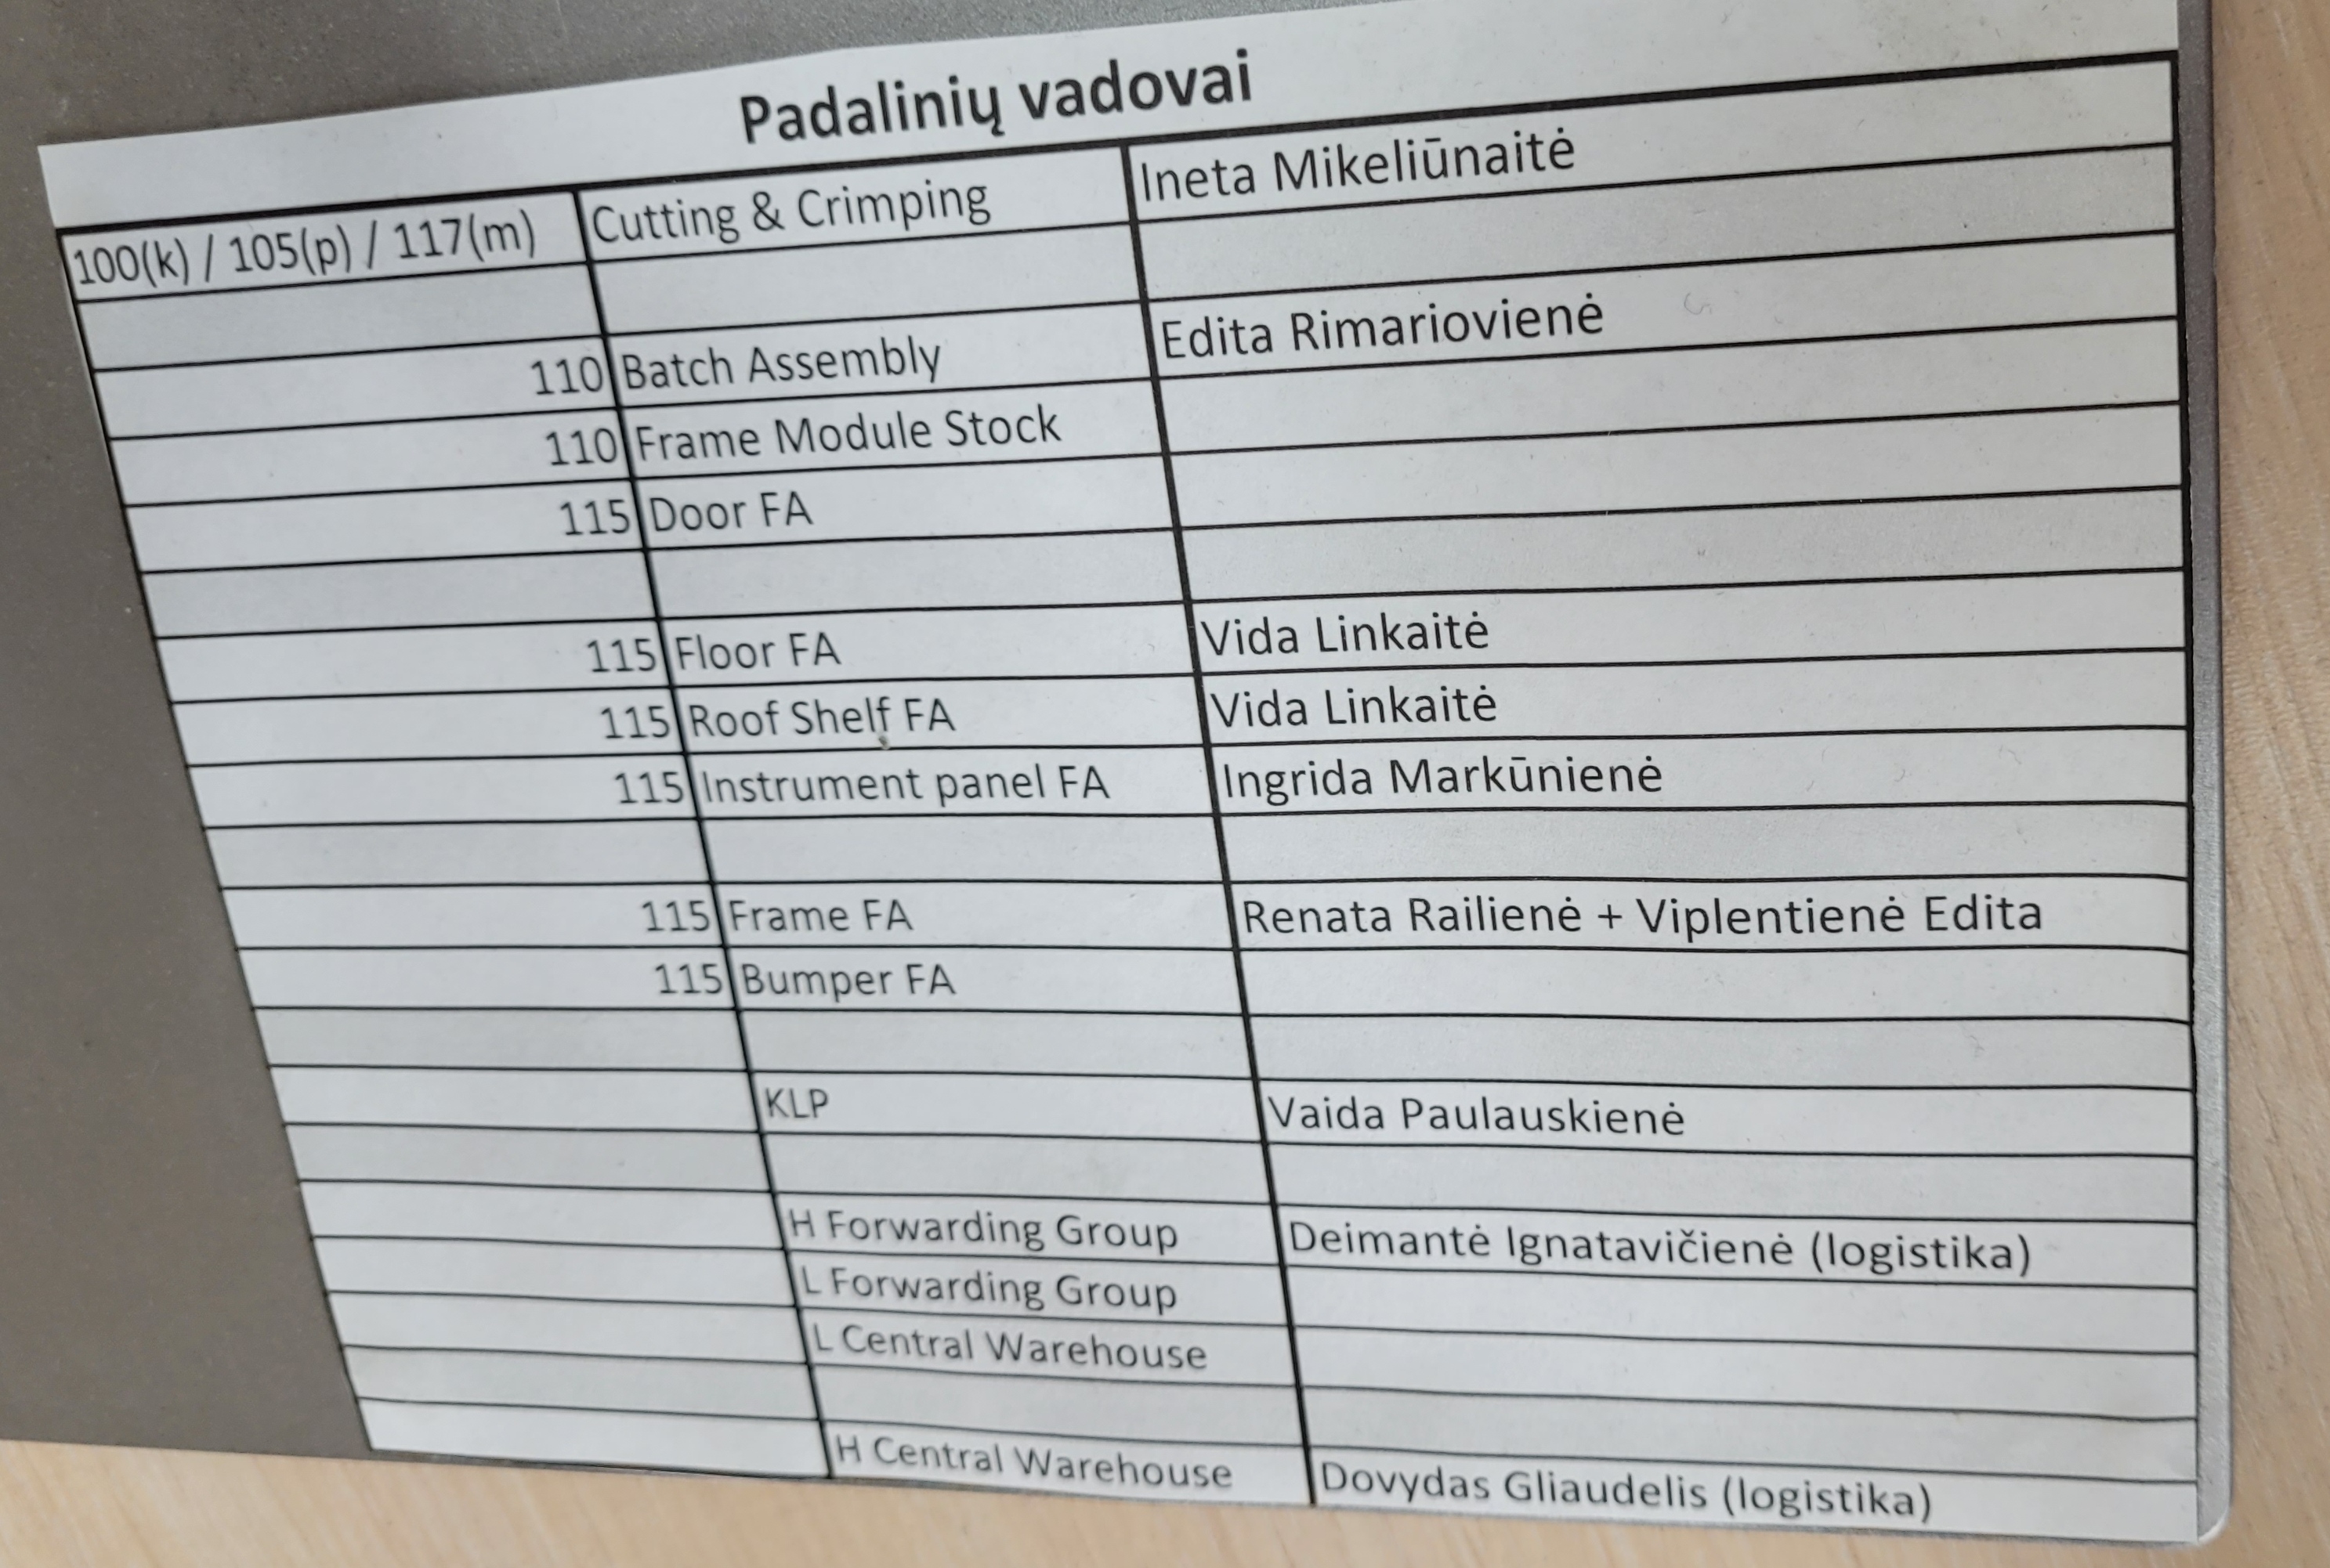 Padalinių vadovai
100(k) / 105(p) / 117(m) Cutting & Crimping Ineta Mikeliūnaitė
110 Batch Assembly Edita Rimariovienė
110 Frame Module Stock
115 Door FA
115 Floor FA Vida Linkaitė
115 Roof Shelf FA Vida Linkaitė
115 Instrument panel FA Ingrida Markūnienė
115 Frame FA Renata Railienė + Viplentienė Edita
115 Bumper FA
KLP Vaida Paulauskienė
H Forwarding Group Deimantė Ignatavičienė (logistika)
L Forwarding Group
L Central Warehouse
H Central Warehouse Dovydas Gliaudelis (logistika)